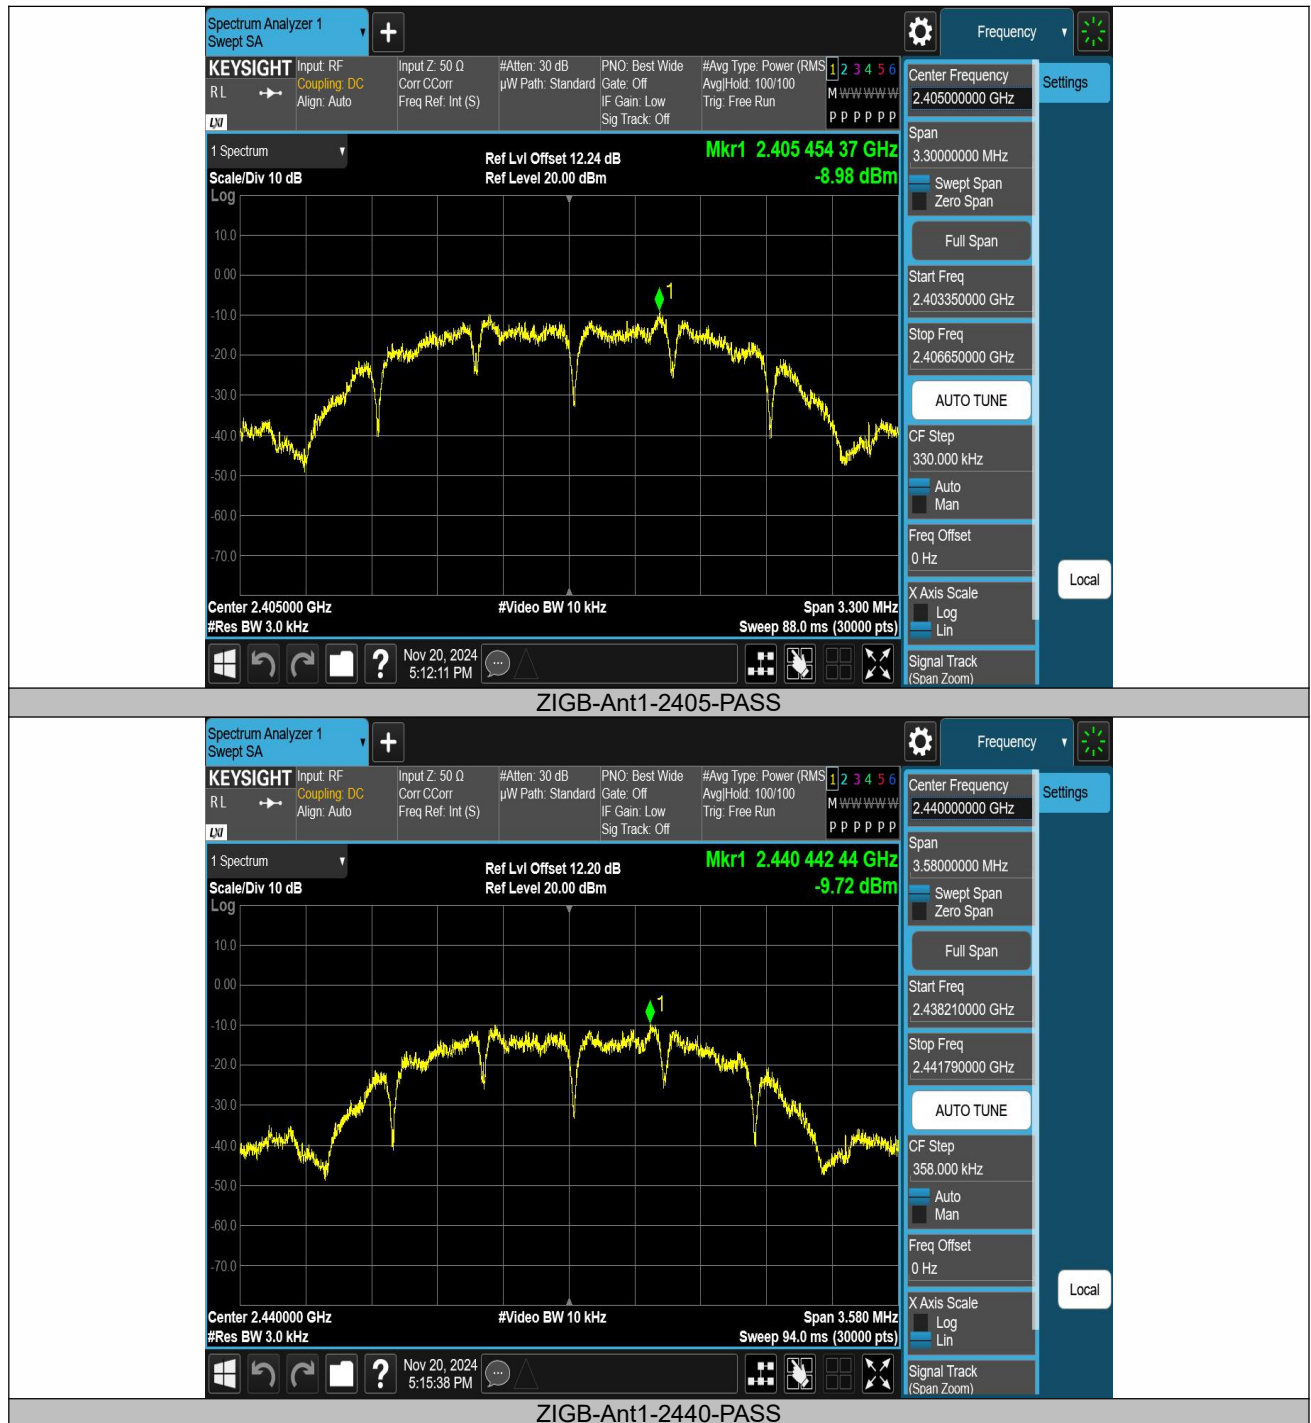 Spectrum Analyzer 1
Swept SA
Frequency
KEYSIGHT
RL
LXI
Input: RF
Coupling: DC
Align: Auto
Input Z: 50 Ω
Corr CCorr
Freq Ref: Int (S)
#Atten: 30 dB
µW Path: Standard
PNO: Best Wide
Gate: Off
IF Gain: Low
Sig Track: Off
#Avg Type: Power (RMS
Avg|Hold: 100/100
Trig: Free Run
1 2 3 4 5 6
M W W W W W
P P P P P P
1 Spectrum
Scale/Div 10 dB
Log
Ref Lvl Offset 12.24 dB
Ref Level 20.00 dBm
Mkr1 2.405 454 37 GHz
-8.98 dBm
10.0
0.00
-10.0
-20.0
-30.0
-40.0
-50.0
-60.0
-70.0
1
Center 2.405000 GHz
#Res BW 3.0 kHz
#Video BW 10 kHz
Span 3.300 MHz
Sweep 88.0 ms (30000 pts)
Nov 20, 2024
5:12:11 PM
Center Frequency
2.405000000 GHz
Settings
Span
3.30000000 MHz
Swept Span
Zero Span
Full Span
Start Freq
2.403350000 GHz
Stop Freq
2.406650000 GHz
AUTO TUNE
CF Step
330.000 kHz
Auto
Man
Freq Offset
0 Hz
X Axis Scale
Log
Lin
Local
Signal Track
(Span Zoom)
ZIGB-Ant1-2405-PASS
Spectrum Analyzer 1
Swept SA
Frequency
KEYSIGHT
RL
LXI
Input: RF
Coupling: DC
Align: Auto
Input Z: 50 Ω
Corr CCorr
Freq Ref: Int (S)
#Atten: 30 dB
µW Path: Standard
PNO: Best Wide
Gate: Off
IF Gain: Low
Sig Track: Off
#Avg Type: Power (RMS
Avg|Hold: 100/100
Trig: Free Run
1 2 3 4 5 6
M W W W W W
P P P P P P
1 Spectrum
Scale/Div 10 dB
Log
Ref Lvl Offset 12.20 dB
Ref Level 20.00 dBm
Mkr1 2.440 442 44 GHz
-9.72 dBm
10.0
0.00
-10.0
-20.0
-30.0
-40.0
-50.0
-60.0
-70.0
1
Center 2.440000 GHz
#Res BW 3.0 kHz
#Video BW 10 kHz
Span 3.580 MHz
Sweep 94.0 ms (30000 pts)
Nov 20, 2024
5:15:38 PM
Center Frequency
2.440000000 GHz
Settings
Span
3.58000000 MHz
Swept Span
Zero Span
Full Span
Start Freq
2.438210000 GHz
Stop Freq
2.441790000 GHz
AUTO TUNE
CF Step
358.000 kHz
Auto
Man
Freq Offset
0 Hz
X Axis Scale
Log
Lin
Local
Signal Track
(Span Zoom)
ZIGB-Ant1-2440-PASS